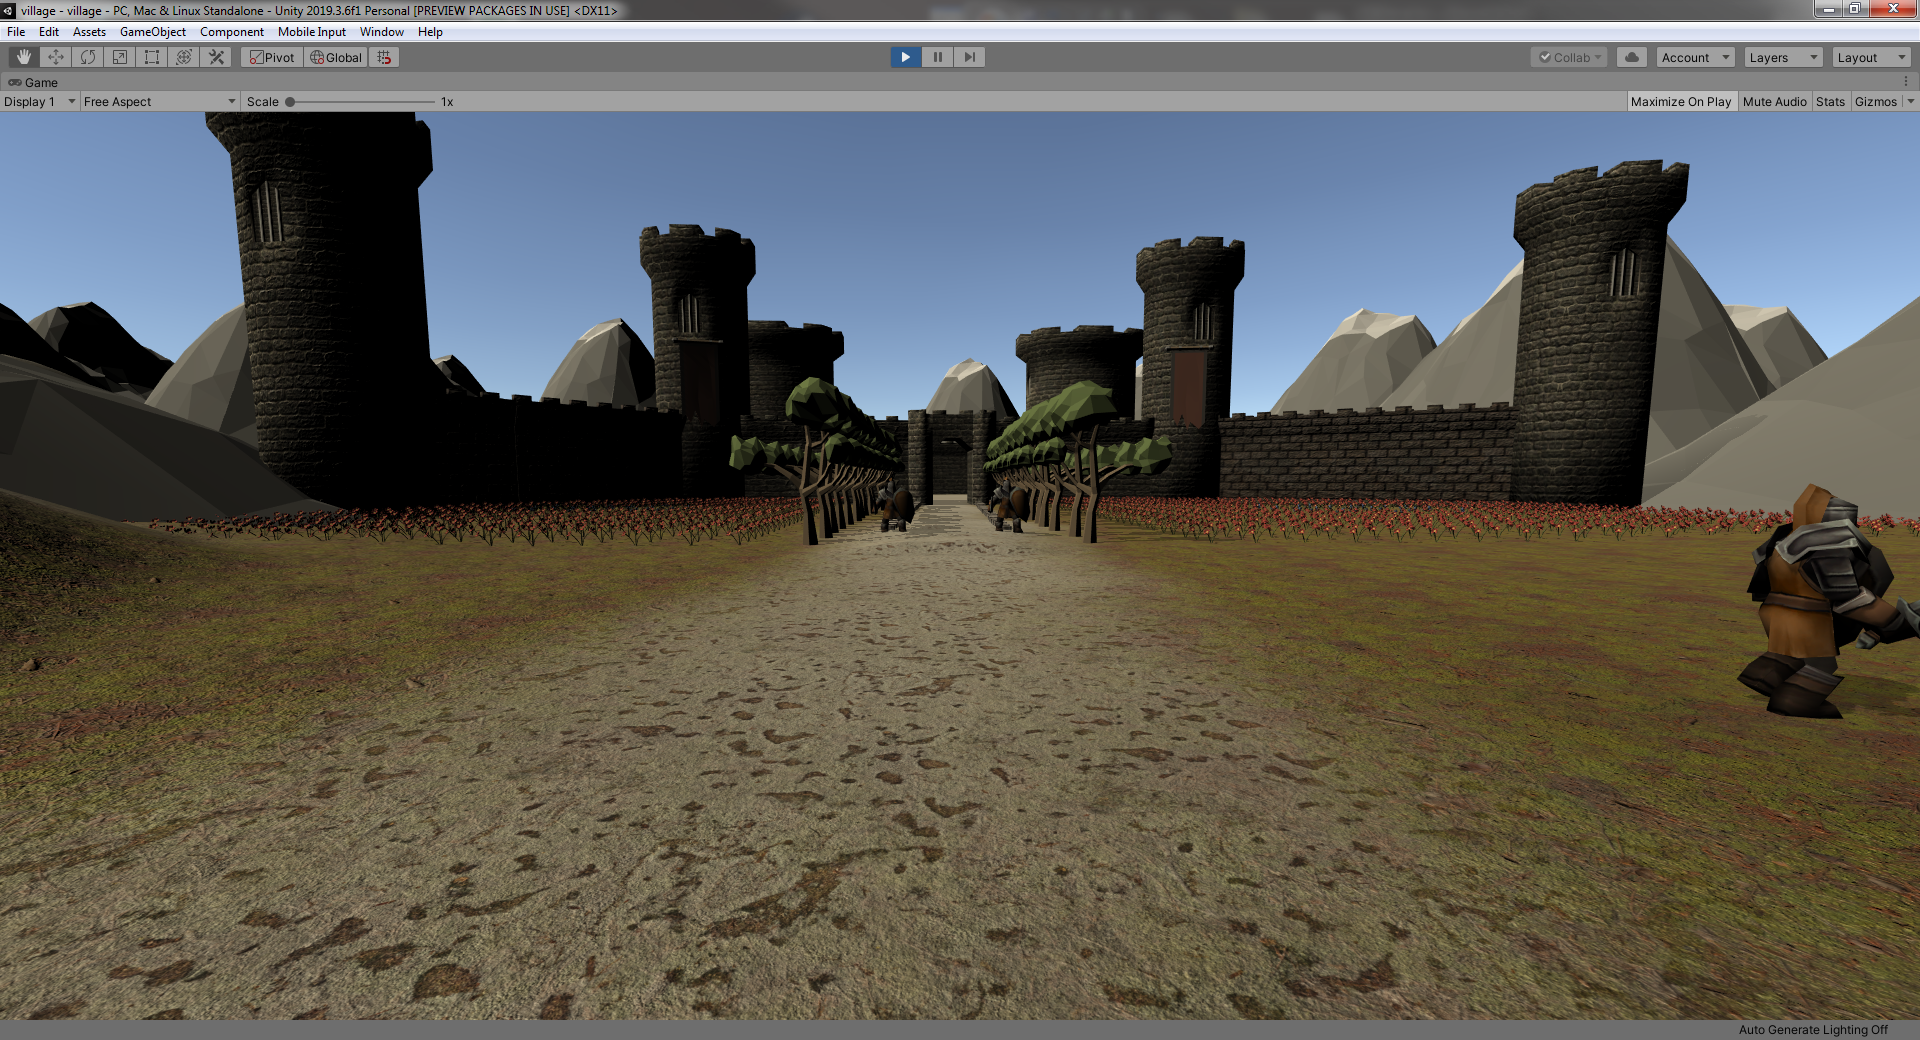 village - village - PC, Mac & Linux Standalone - Unity 2019.3.6f1 Personal [PREVIEW PACKAGES IN USE] <DX11>
File Edit Assets GameObject Component Mobile Input Window Help
Pivot Global Collab Account Layers Layout
Game
Display 1 Free Aspect Scale 1x Maximize On Play Mute Audio Stats Gizmos
Auto Generate Lighting Off